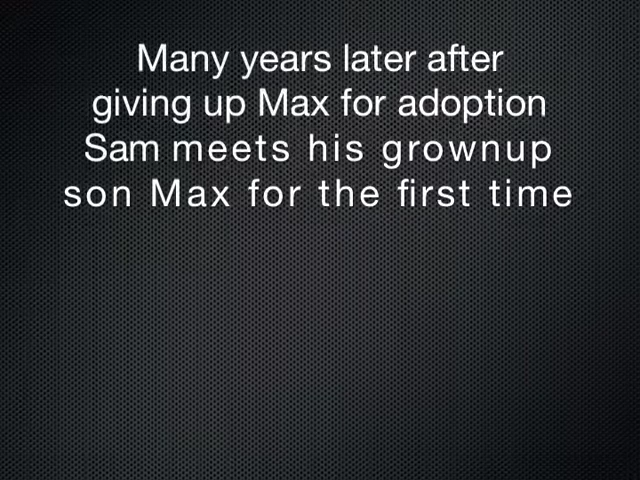 Many years later after
giving up Max for adoption
Sam meets his grownup
son Max for the first time